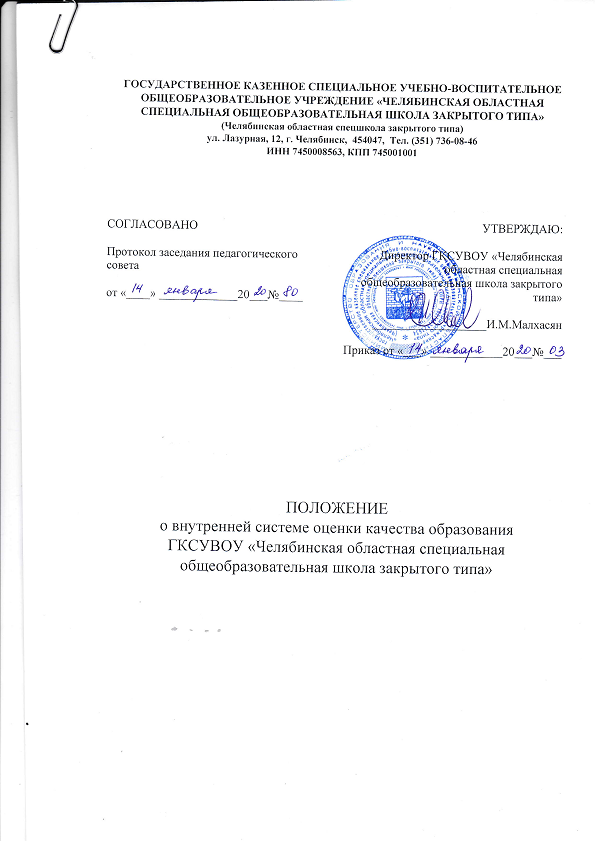 ГОСУДАРСТВЕННОЕ КАЗЕННОЕ СПЕЦИАЛЬНОЕ УЧЕБНО-ВОСПИТАТЕЛЬНОЕ
ОБЩЕОБРАЗОВАТЕЛЬНОЕ УЧРЕЖДЕНИЕ «ЧЕЛЯБИНСКАЯ ОБЛАСТНАЯ
СПЕЦИАЛЬНАЯ ОБЩЕОБРАЗОВАТЕЛЬНАЯ ШКОЛА ЗАКРЫТОГО ТИПА»
(Челябинская областная спецшкола закрытого типа)
ул. Лазурная, 12, г. Челябинск, 454047, Тел. (351) 736-08-46
ИНН 7450008563, КПП 745001001
СОГЛАСОВАНО
Протокол заседания педагогического
совета
от «14» января 2020 № 80
УТВЕРЖДАЮ:
Директор ГКСУВОУ «Челябинская
областная специальная
общеобразовательная школа закрытого
типа»
И.М.Малхасян
Приказ от «14» января 2020 № 03
ПОЛОЖЕНИЕ
о внутренней системе оценки качества образования
ГКСУВОУ «Челябинская областная специальная
общеобразовательная школа закрытого типа»